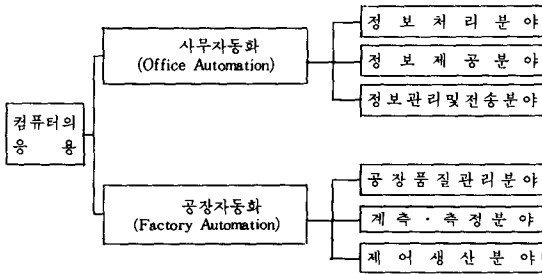 컴퓨터의
응 용
사무자동화
(Office Automation)
정 보 처 리 분 야
정 보 제 공 분 야
정보관리및전송분야
공장자동화
(Factory Automation)
공 장 품 질 관 리 분 야
계 측 · 측 정 분 야
제 어 생 산 분 야